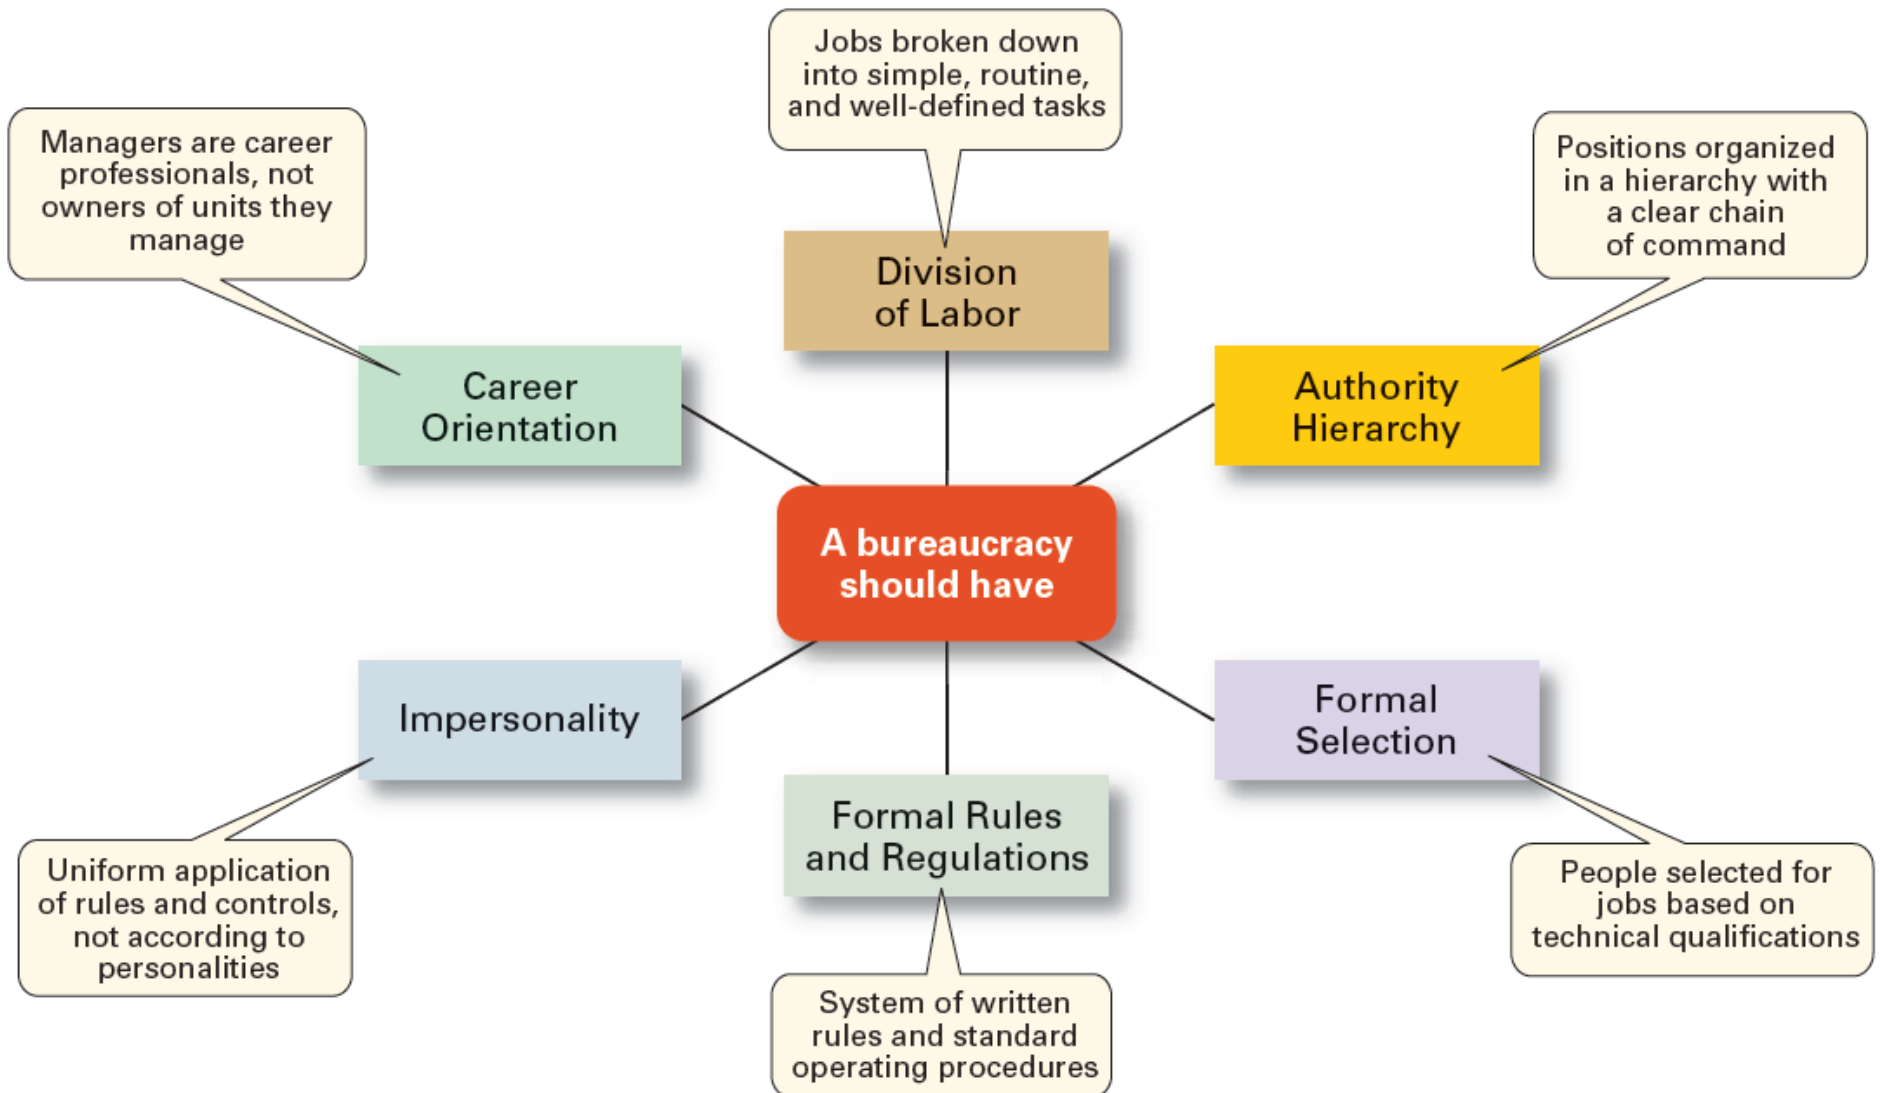 Jobs broken down
into simple, routine,
and well-defined tasks
Managers are career
professionals, not
owners of units they
manage
Positions organized
in a hierarchy with
a clear chain
of command
Division
of Labor
Career
Orientation
Authority
Hierarchy
A bureaucracy
should have
Impersonality
Formal
Selection
Formal Rules
and Regulations
Uniform application
of rules and controls,
not according to
personalities
People selected for
jobs based on
technical qualifications
System of written
rules and standard
operating procedures